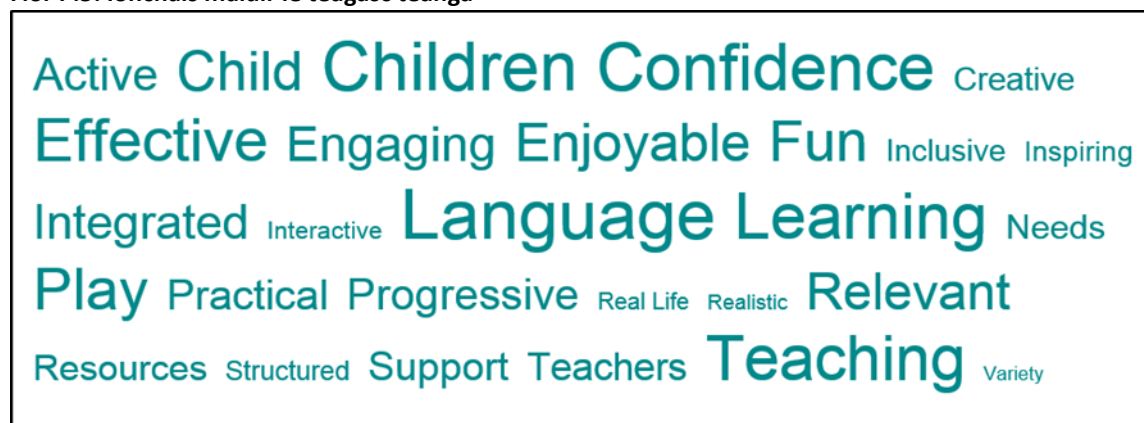 Active Child Children Confidence Creative
Effective Engaging Enjoyable Fun Inclusive Inspiring
Integrated Interactive Language Learning Needs
Play Practical Progressive Real Life Realistic Relevant
Resources Structured Support Teachers Teaching Variety